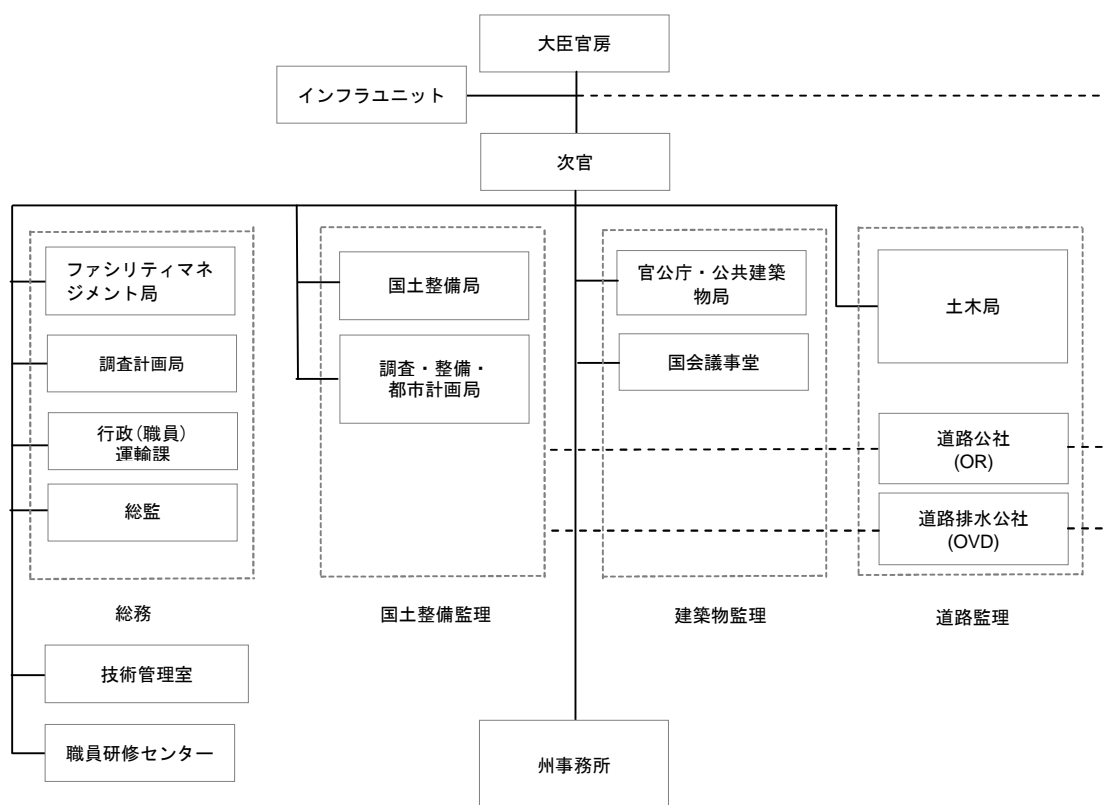 大臣官房
インフラユニット
次官
ファシリティマネ
ジメント局
調査計画局
行政(職員)
運輸課
総監
総務
技術管理室
職員研修センター
国土整備局
調査・整備・
都市計画局
国土整備監理
官公庁・公共建築
物局
国会議事堂
建築物監理
土木局
道路公社
(OR)
道路排水公社
(OVD)
道路監理
州事務所